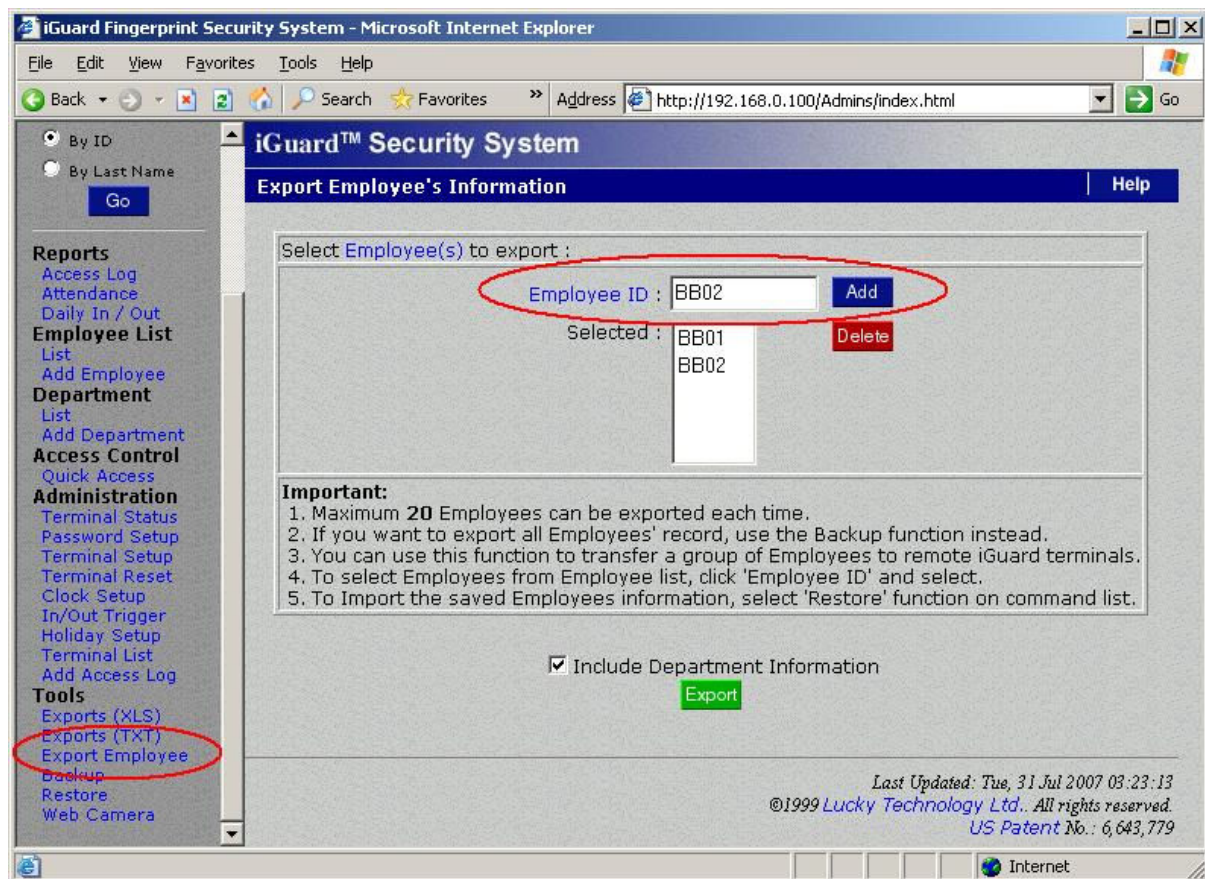 iGuard Fingerprint Security System - Microsoft Internet Explorer
File Edit View Favorites Tools Help
Back Search Favorites » Address http://192.168.0.100/Admins/index.html Go
By ID
By Last Name
Go
Reports
Access Log
Attendance
Daily In / Out
Employee List
List
Add Employee
Department
List
Add Department
Access Control
Quick Access
Administration
Terminal Status
Password Setup
Terminal Setup
Terminal Reset
Clock Setup
In/Out Trigger
Holiday Setup
Terminal List
Add Access Log
Tools
Exports (XLS)
Exports (TXT)
Export Employee
Backup
Restore
Web Camera
iGuard™ Security System
Export Employee's Information | Help
Select Employee(s) to export :
Employee ID : BB02 Add
Selected : BB01 Delete
BB02
Important:
1. Maximum 20 Employees can be exported each time.
2. If you want to export all Employees' record, use the Backup function instead.
3. You can use this function to transfer a group of Employees to remote iGuard terminals.
4. To select Employees from Employee list, click 'Employee ID' and select.
5. To Import the saved Employees information, select 'Restore' function on command list.
Include Department Information
Export
Last Updated: Tue, 31 Jul 2007 03:23:13
©1999 Lucky Technology Ltd.. All rights reserved.
US Patent No.: 6,643,779
Internet